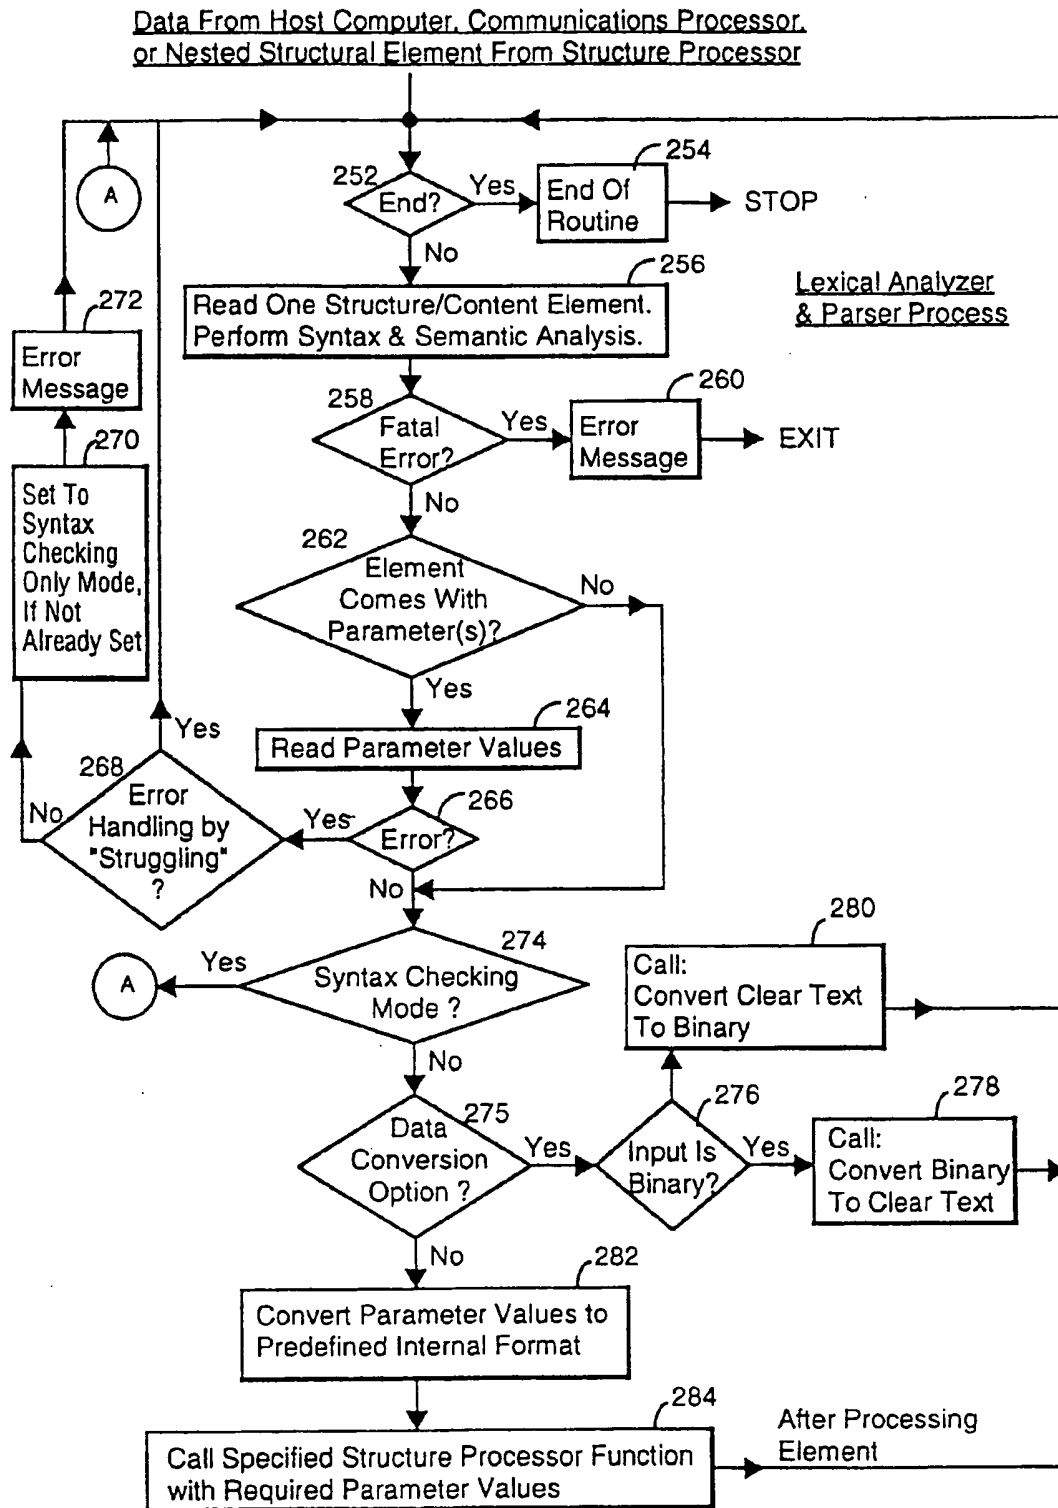 Data From Host Computer, Communications Processor,
or Nested Structural Element From Structure Processor
A
252
End?
Yes
254
End Of
Routine
STOP
No
256
Read One Structure/Content Element.
Perform Syntax & Semantic Analysis.
Lexical Analyzer
& Parser Process
272
Error
Message
258
Fatal
Error?
Yes
260
Error
Message
EXIT
No
270
Set To
Syntax
Checking
Only Mode,
If Not
Already Set
262
Element
Comes With
Parameter(s)?
No
Yes
264
Read Parameter Values
Yes
268
Error
Handling by
"Struggling"
?
No
266
Error?
Yes
No
274
Syntax Checking
Mode ?
Yes
A
No
280
Call:
Convert Clear Text
To Binary
275
Data
Conversion
Option ?
Yes
276
Input Is
Binary?
Yes
278
Call:
Convert Binary
To Clear Text
No
282
Convert Parameter Values to
Predefined Internal Format
284
Call Specified Structure Processor Function
with Required Parameter Values
After Processing
Element